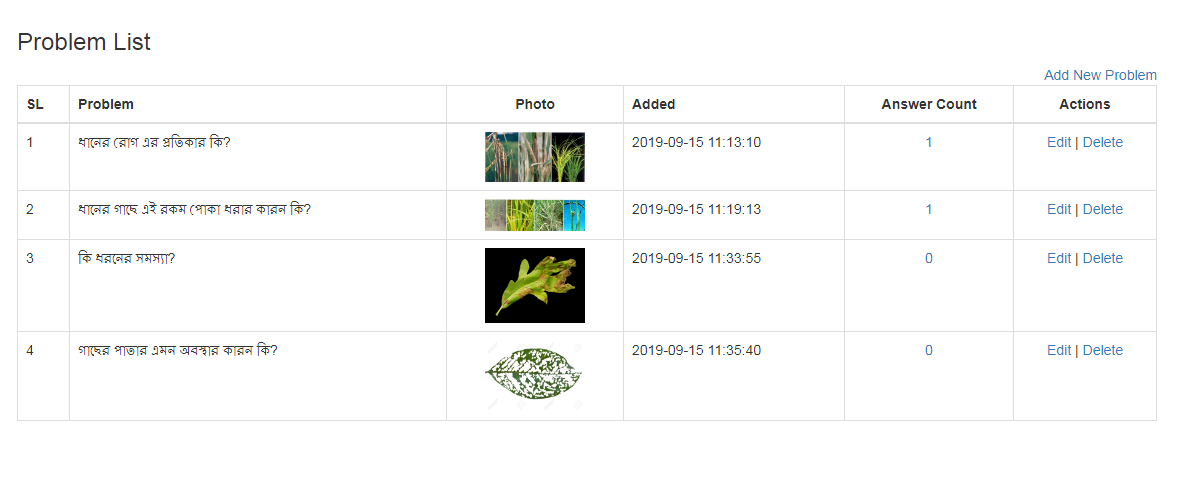 Problem List
Add New Problem
SL Problem Photo Added Answer Count Actions
1 ধানের রোগ এর প্রতিকার কি? 2019-09-15 11:13:10 1 Edit | Delete
2 ধানের গাছে এই রকম পোকা ধরার কারন কি? 2019-09-15 11:19:13 1 Edit | Delete
3 কি ধরনের সমস্যা? 2019-09-15 11:33:55 0 Edit | Delete
4 গাছের পাতার এমন অবস্থার কারন কি? 2019-09-15 11:35:40 0 Edit | Delete